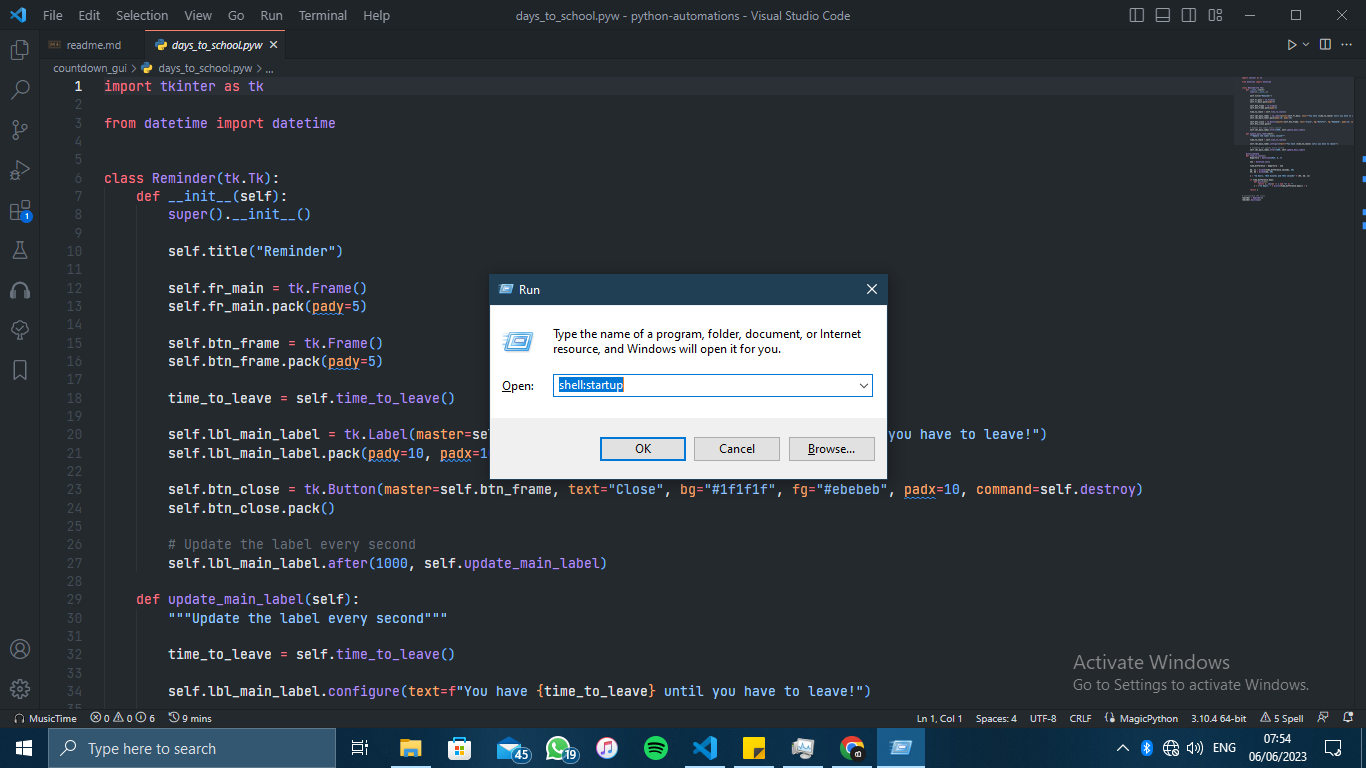 File Edit Selection View Go Run Terminal Help days_to_school.pyw - python-automations - Visual Studio Code
readme.md days_to_school.pyw
countdown_gui > days_to_school.pyw > ...
1 import tkinter as tk
2
3 from datetime import datetime
4
5
6 class Reminder(tk.Tk):
7 def __init__(self):
8 super().__init__()
9
10 self.title("Reminder")
11
12 self.fr_main = tk.Frame()
13 self.fr_main.pack(pady=5)
14
15 self.btn_frame = tk.Frame()
16 self.btn_frame.pack(pady=5)
17
18 time_to_leave = self.time_to_leave()
19
20 self.lbl_main_label = tk.Label(master=se you have to leave!")
21 self.lbl_main_label.pack(pady=10, padx=1
22
23 self.btn_close = tk.Button(master=self.btn_frame, text="Close", bg="#1f1f1f", fg="#ebebeb", padx=10, command=self.destroy)
24 self.btn_close.pack()
25
26 # Update the label every second
27 self.lbl_main_label.after(1000, self.update_main_label)
28
29 def update_main_label(self):
30 """Update the label every second"""
31
32 time_to_leave = self.time_to_leave()
33
34 self.lbl_main_label.configure(text=f"You have {time_to_leave} until you have to leave!")
35
1
Run
Type the name of a program, folder, document, or Internet
resource, and Windows will open it for you.
Open: shell:startup
OK Cancel Browse...
Activate Windows
Go to Settings to activate Windows.
MusicTime 0 0 6 9 mins Ln 1, Col 1 Spaces: 4 UTF-8 CRLF MagicPython 3.10.4 64-bit 5 Spell
Type here to search 45 19 ENG 07:54
06/06/2023